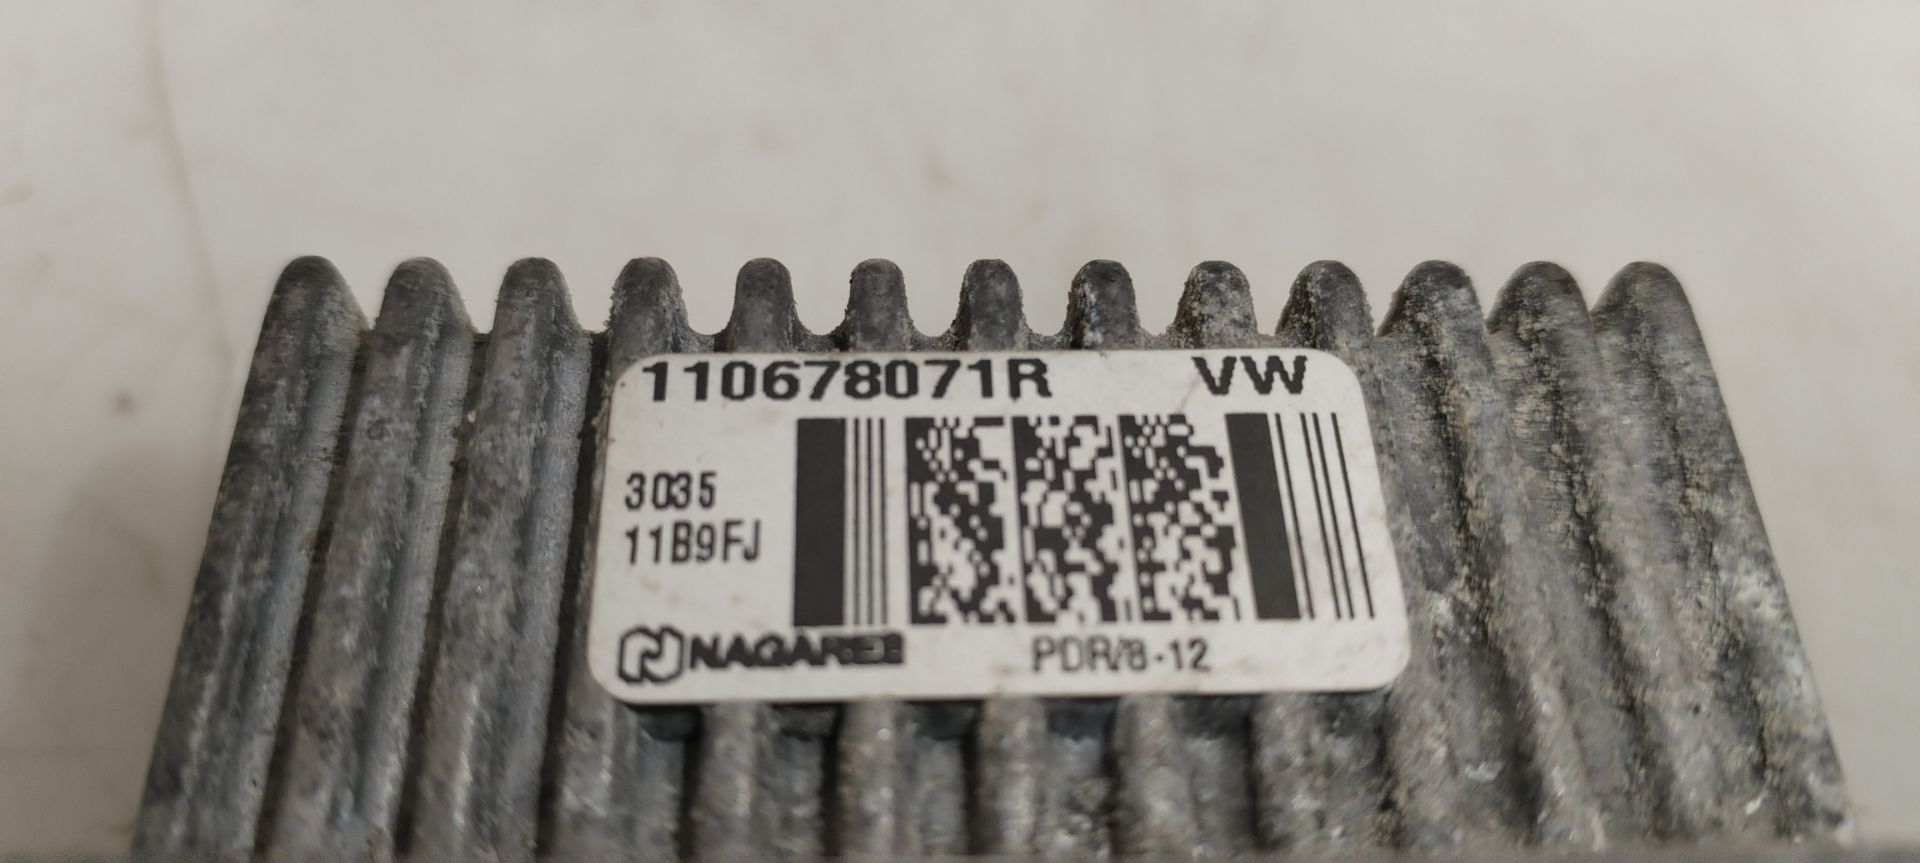 110678071R VW
3035
11B9FJ
NAGARES PDR/8-12